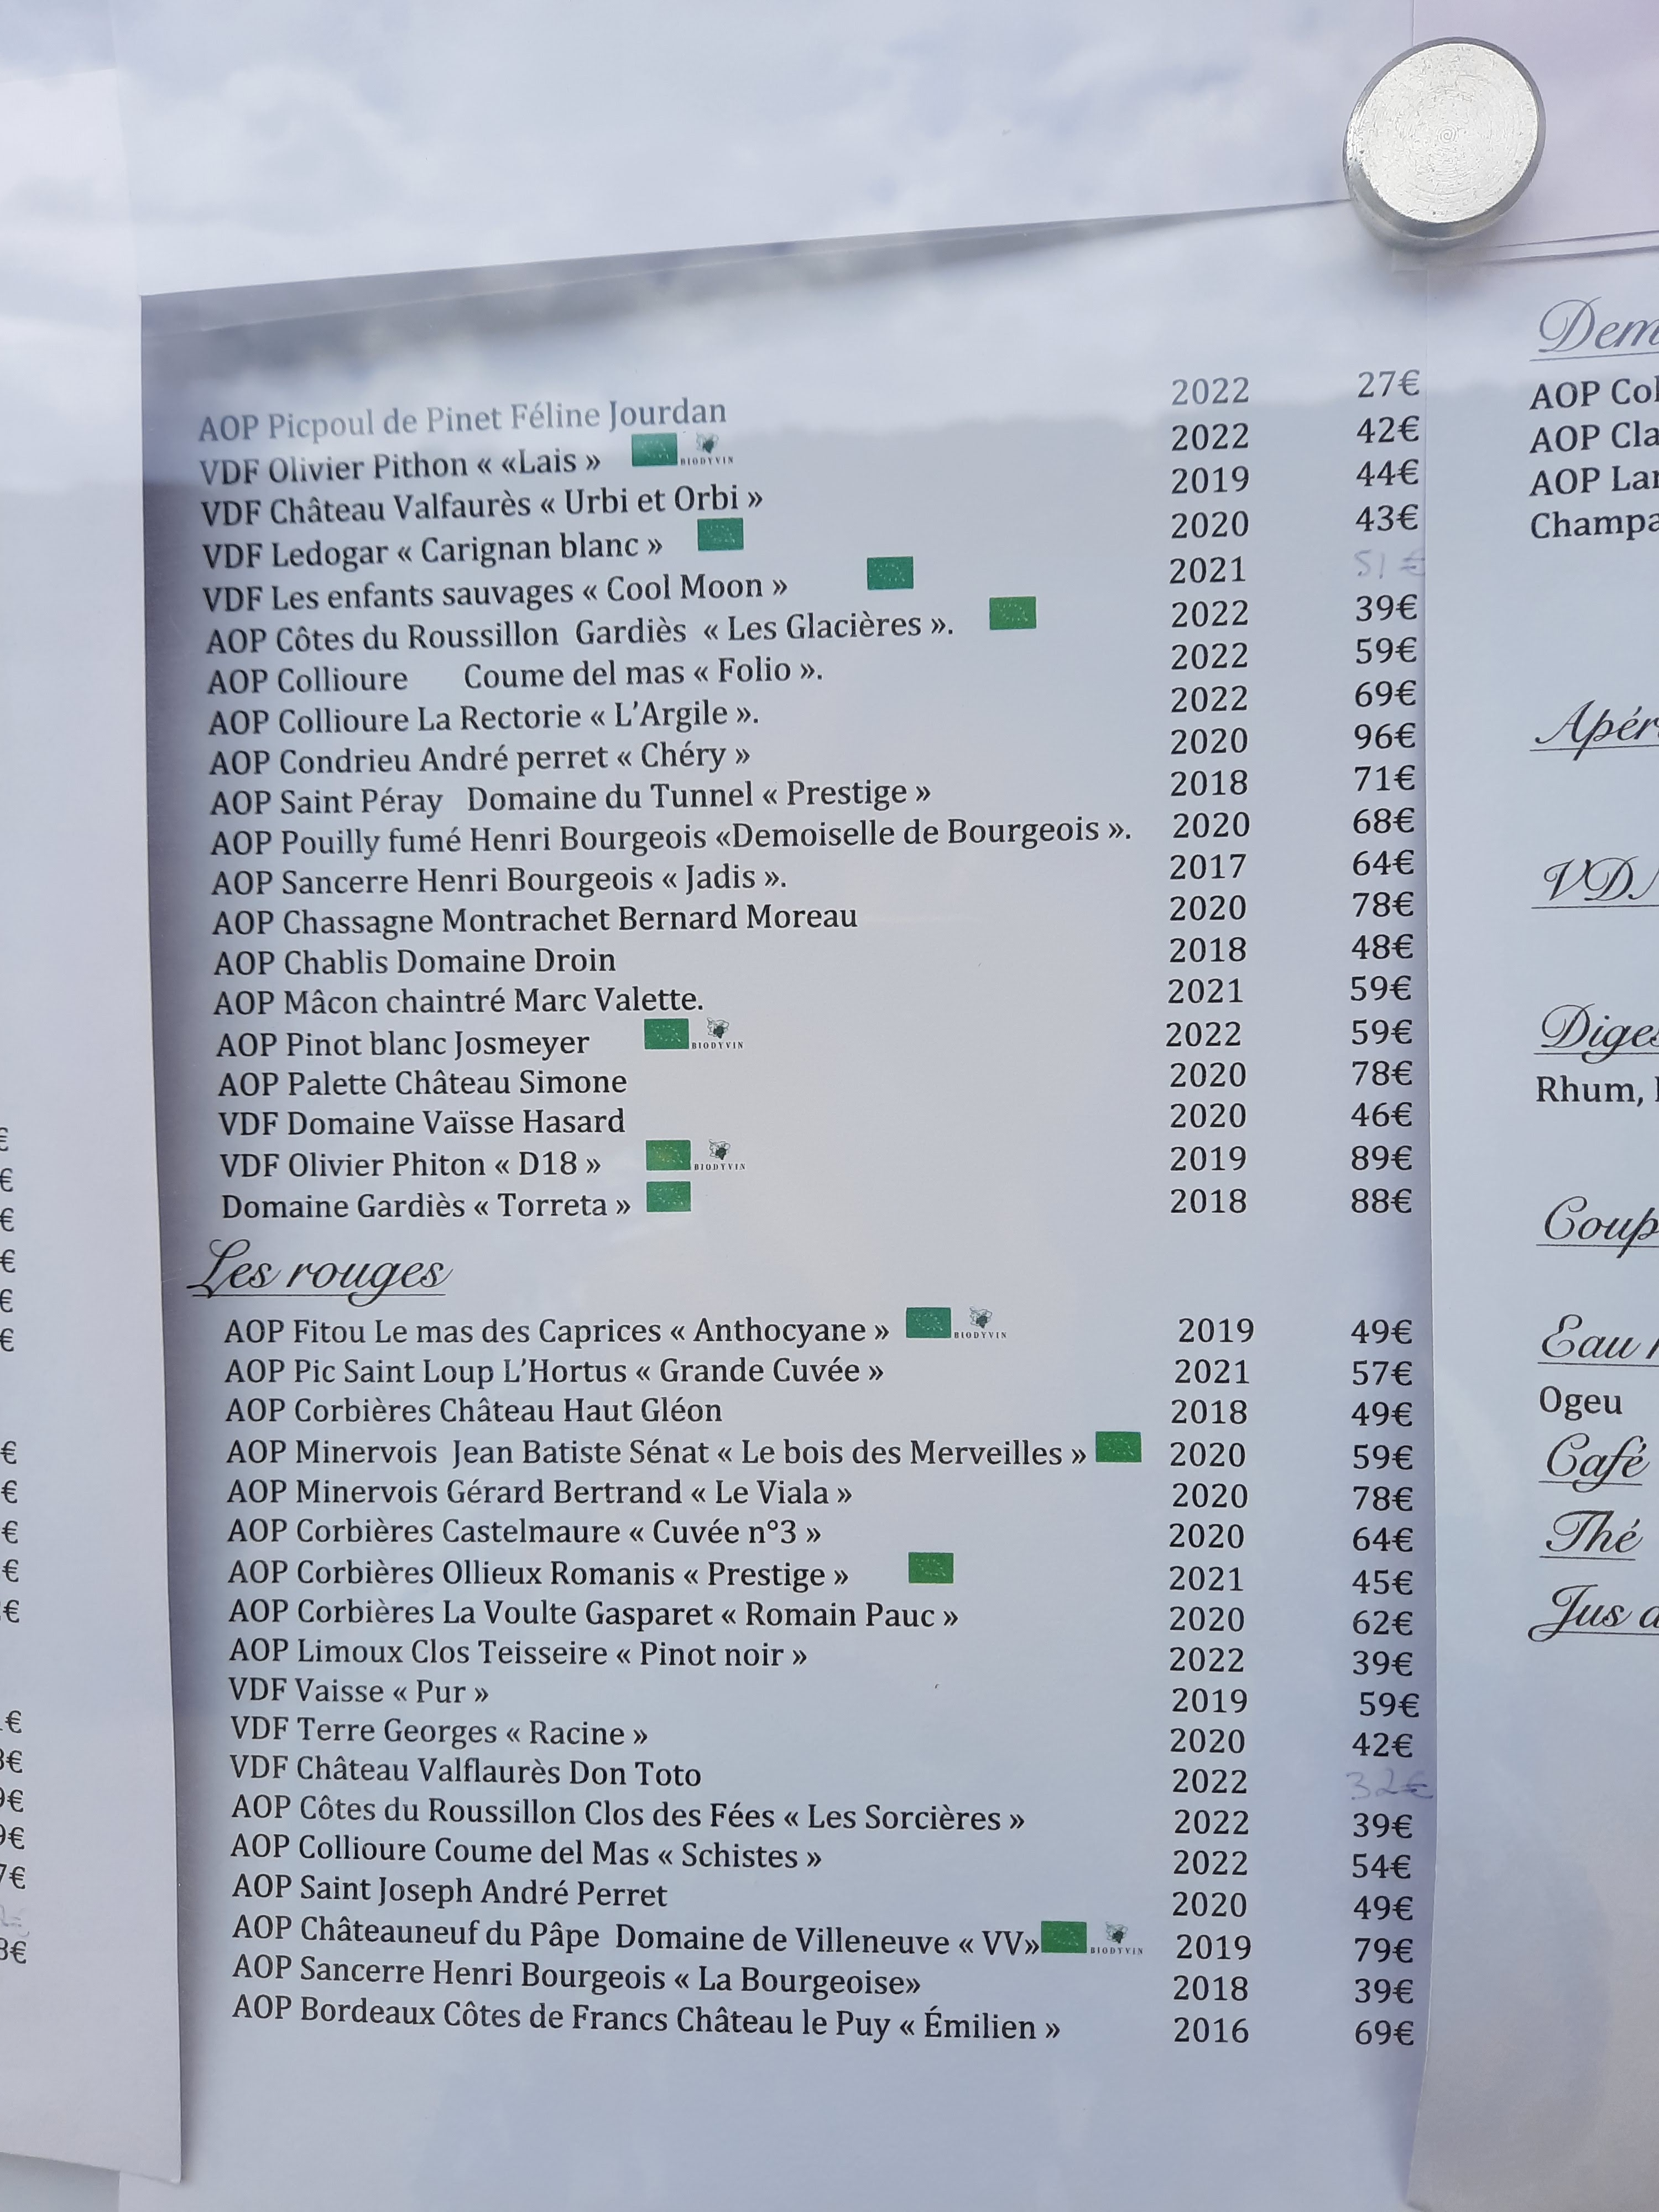 AOP Picpoul de Pinet Féline Jourdan 2022 27€
VDF Olivier Pithon « «Lais » BIODYVIN 2022 42€
VDF Château Valfaurès « Urbi et Orbi » 2019 44€
VDF Ledogar « Carignan blanc » 2020 43€
VDF Les enfants sauvages « Cool Moon » 2021 51€
AOP Côtes du Roussillon Gardiès « Les Glacières ». 2022 39€
AOP Collioure Coume del mas « Folio ». 2022 59€
AOP Collioure La Rectorie « L'Argile ». 2022 69€
AOP Condrieu André perret « Chéry » 2020 96€
AOP Saint Péray Domaine du Tunnel « Prestige » 2018 71€
AOP Pouilly fumé Henri Bourgeois «Demoiselle de Bourgeois ». 2020 68€
AOP Sancerre Henri Bourgeois « Jadis ». 2017 64€
AOP Chassagne Montrachet Bernard Moreau 2020 78€
AOP Chablis Domaine Droin 2018 48€
AOP Mâcon chaintré Marc Valette. 2021 59€
AOP Pinot blanc Josmeyer BIODYVIN 2022 59€
AOP Palette Château Simone 2020 78€
VDF Domaine Vaïsse Hasard 2020 46€
VDF Olivier Phiton « D18 » BIODYVIN 2019 89€
Domaine Gardiès « Torreta » 2018 88€
Les rouges
AOP Fitou Le mas des Caprices « Anthocyane » BIODYVIN 2019 49€
AOP Pic Saint Loup L'Hortus « Grande Cuvée » 2021 57€
AOP Corbières Château Haut Gléon 2018 49€
AOP Minervois Jean Batiste Sénat « Le bois des Merveilles » 2020 59€
AOP Minervois Gérard Bertrand « Le Viala » 2020 78€
AOP Corbières Castelmaure « Cuvée n°3 » 2020 64€
AOP Corbières Ollieux Romanis « Prestige » 2021 45€
AOP Corbières La Voulte Gasparet « Romain Pauc » 2020 62€
AOP Limoux Clos Teisseire « Pinot noir » 2022 39€
VDF Vaisse « Pur » 2019 59€
VDF Terre Georges « Racine » 2020 42€
VDF Château Valflaurès Don Toto 2022 32€
AOP Côtes du Roussillon Clos des Fées « Les Sorcières » 2022 39€
AOP Collioure Coume del Mas « Schistes » 2022 54€
AOP Saint Joseph André Perret 2020 49€
AOP Châteauneuf du Pâpe Domaine de Villeneuve « VV» BIODYVIN 2019 79€
AOP Sancerre Henri Bourgeois « La Bourgeoise» 2018 39€
AOP Bordeaux Côtes de Francs Château le Puy « Émilien » 2016 69€
AOP
AOP
AOP
Rhum,
Eau
Ogeu
Café
Thé
Jus